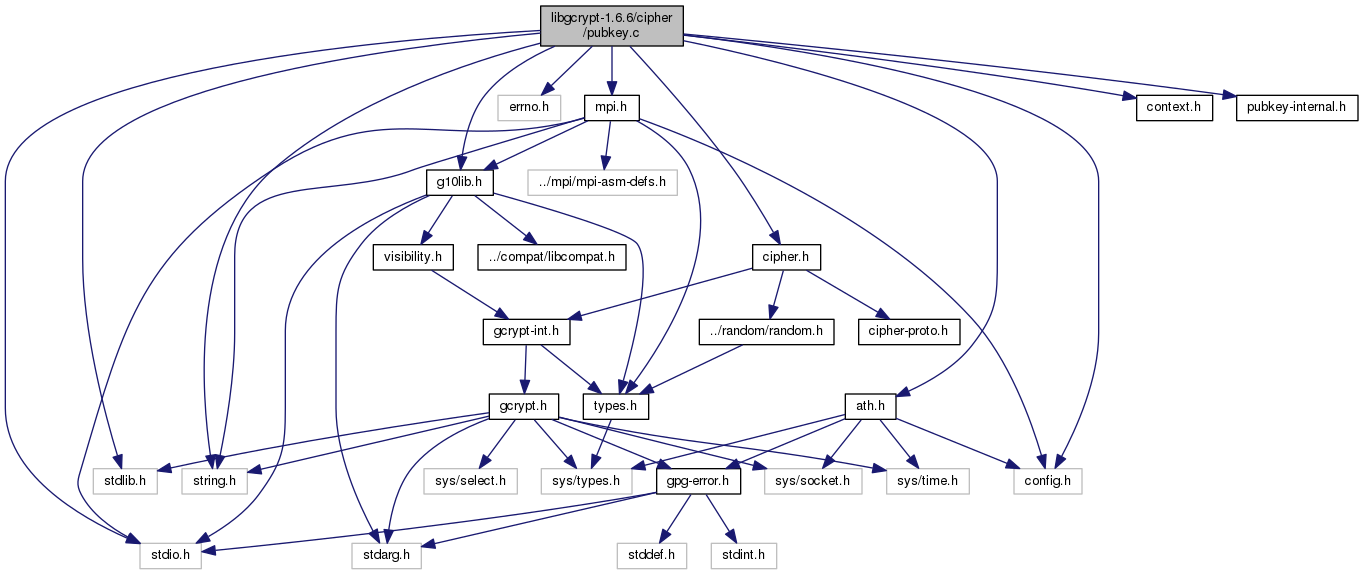 libgcrypt-1.6.6/cipher
/pubkey.c
errno.h
mpi.h
context.h
pubkey-internal.h
g10lib.h
../mpi/mpi-asm-defs.h
visibility.h
../compat/libcompat.h
cipher.h
gcrypt-int.h
../random/random.h
cipher-proto.h
gcrypt.h
types.h
ath.h
stdlib.h
string.h
sys/select.h
sys/types.h
gpg-error.h
sys/socket.h
sys/time.h
config.h
stdio.h
stdarg.h
stddef.h
stdint.h